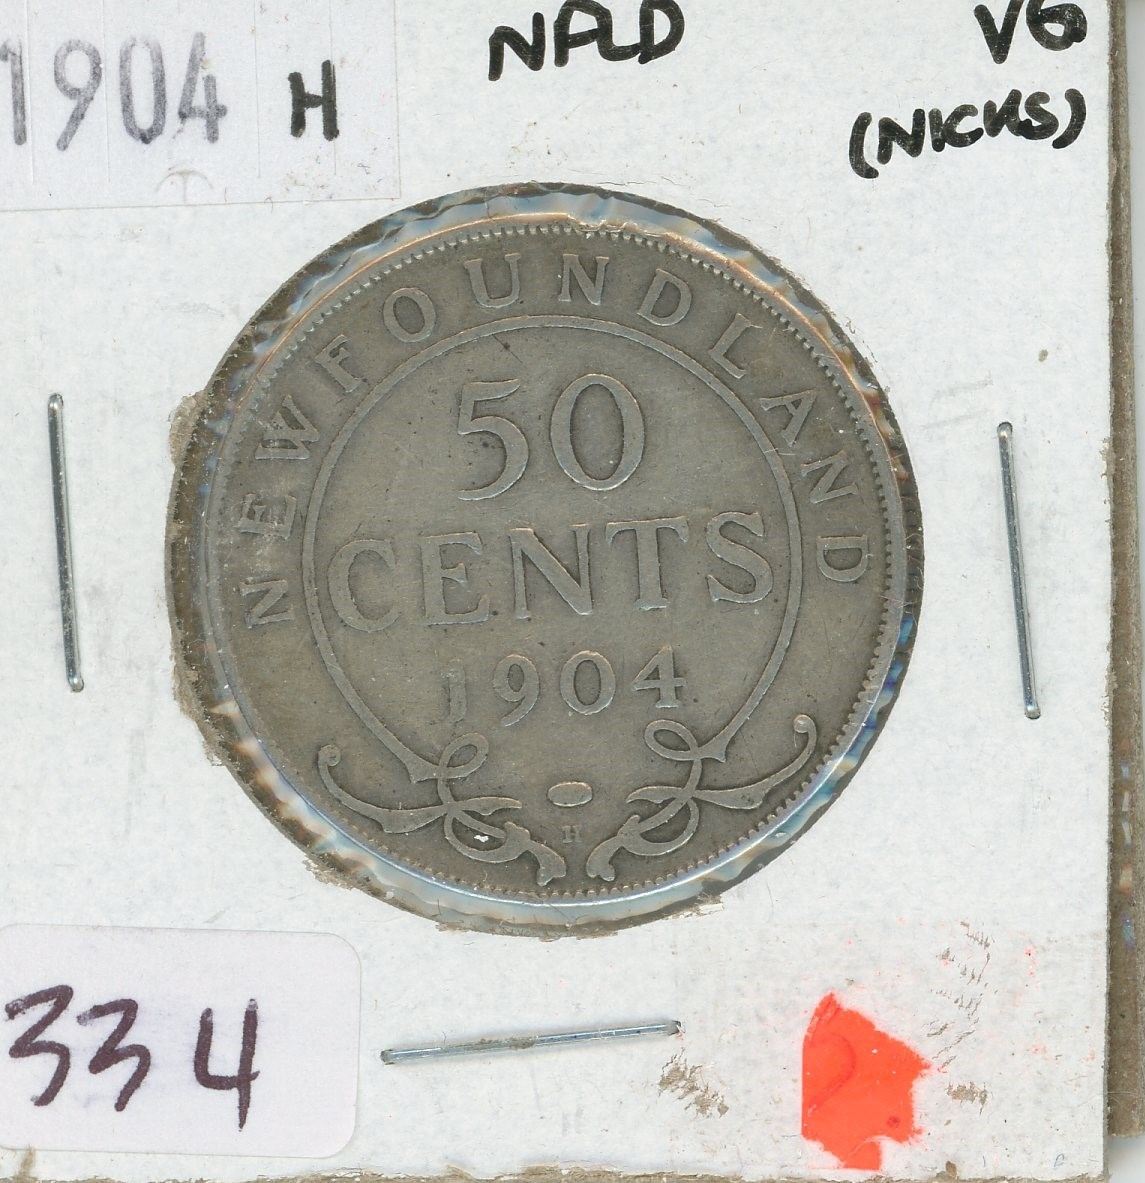 1904 H NFLD VG
(NICKS)
NEWFOUNDLAND
50
CENTS
1904
H
334